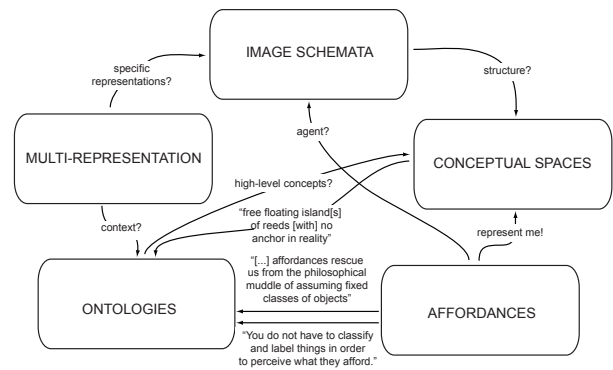 IMAGE SCHEMATA
specific
representations?
structure?
agent?
MULTI-REPRESENTATION
CONCEPTUAL SPACES
high-level concepts?
context?
“free floating island[s]
of reeds [with] no
anchor in reality”
represent me!
“[...] affordances rescue
us from the philosophical
muddle of assuming fixed
classes of objects”
ONTOLOGIES
AFFORDANCES
“You do not have to classify
and label things in order
to perceive what they afford.”